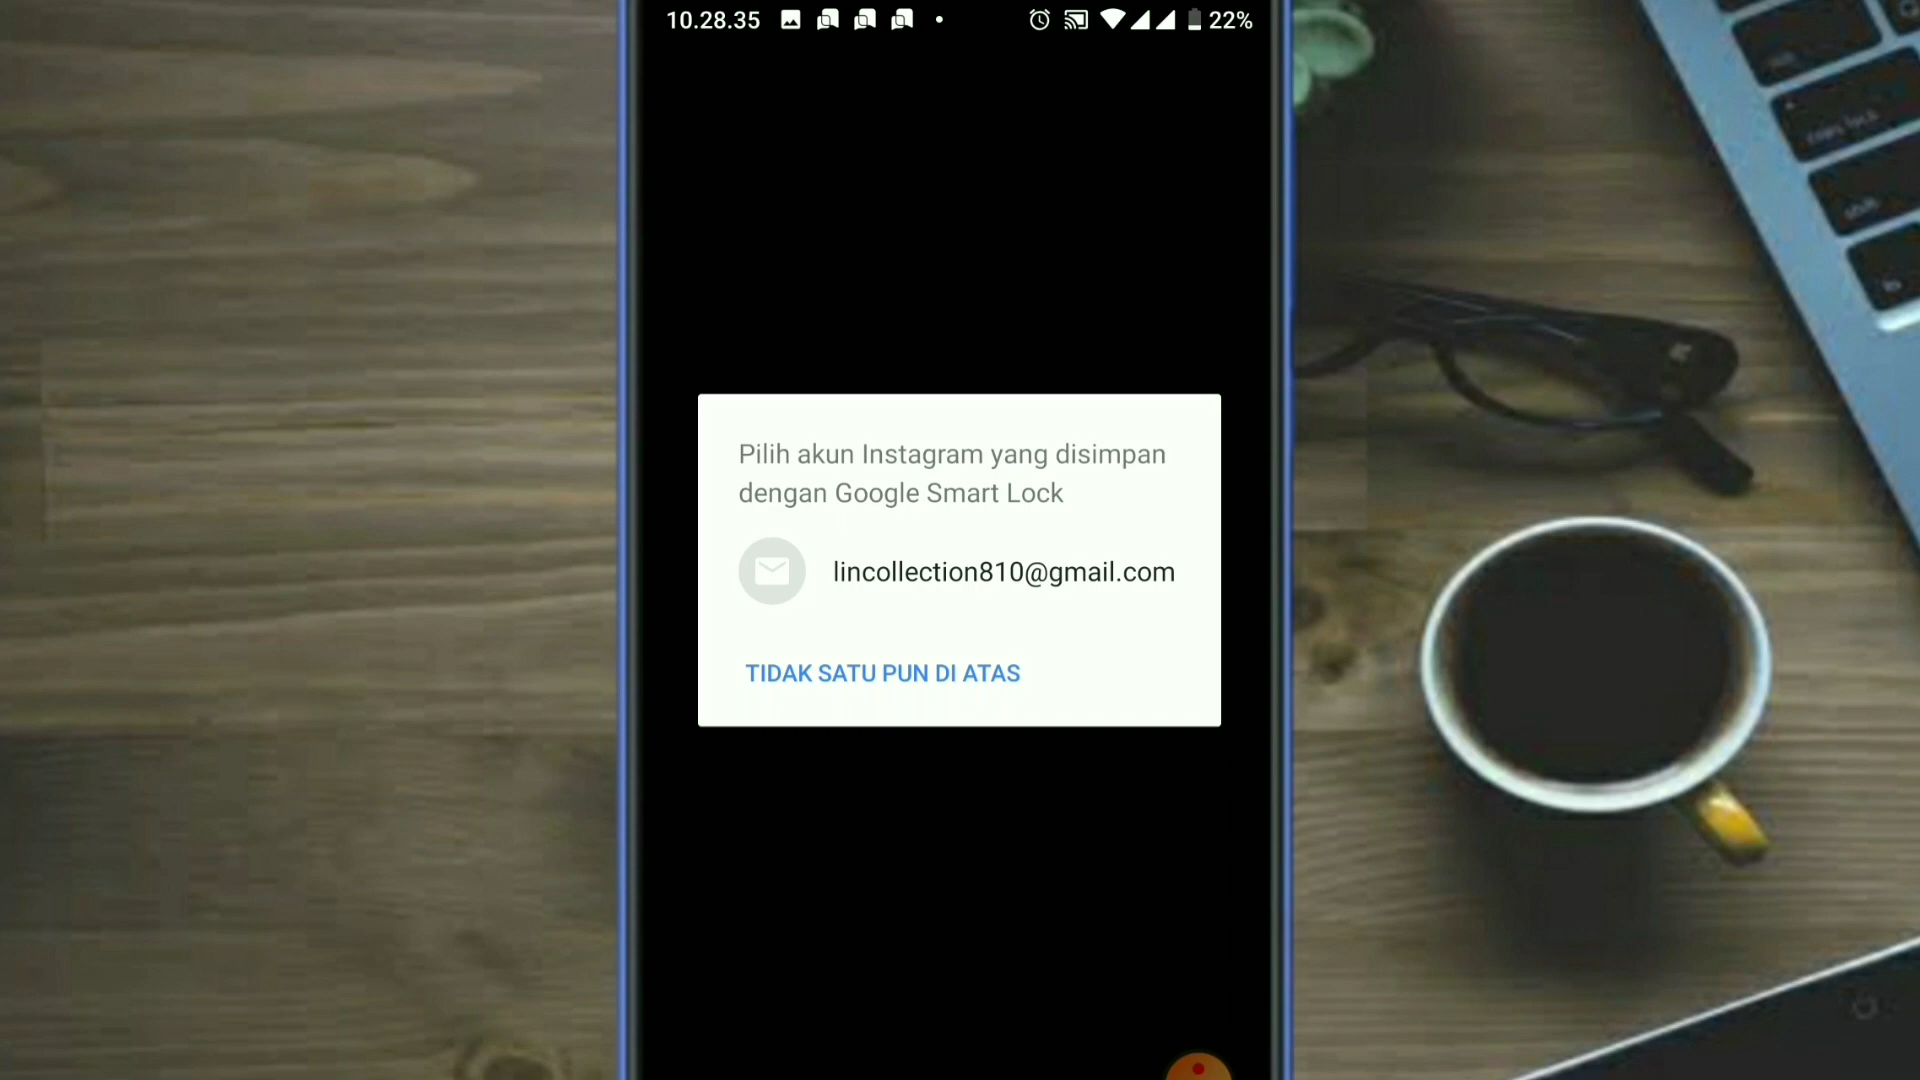 10.28.35
22%
Pilih akun Instagram yang disimpan
dengan Google Smart Lock
lincollection810@gmail.com
TIDAK SATU PUN DI ATAS
shift